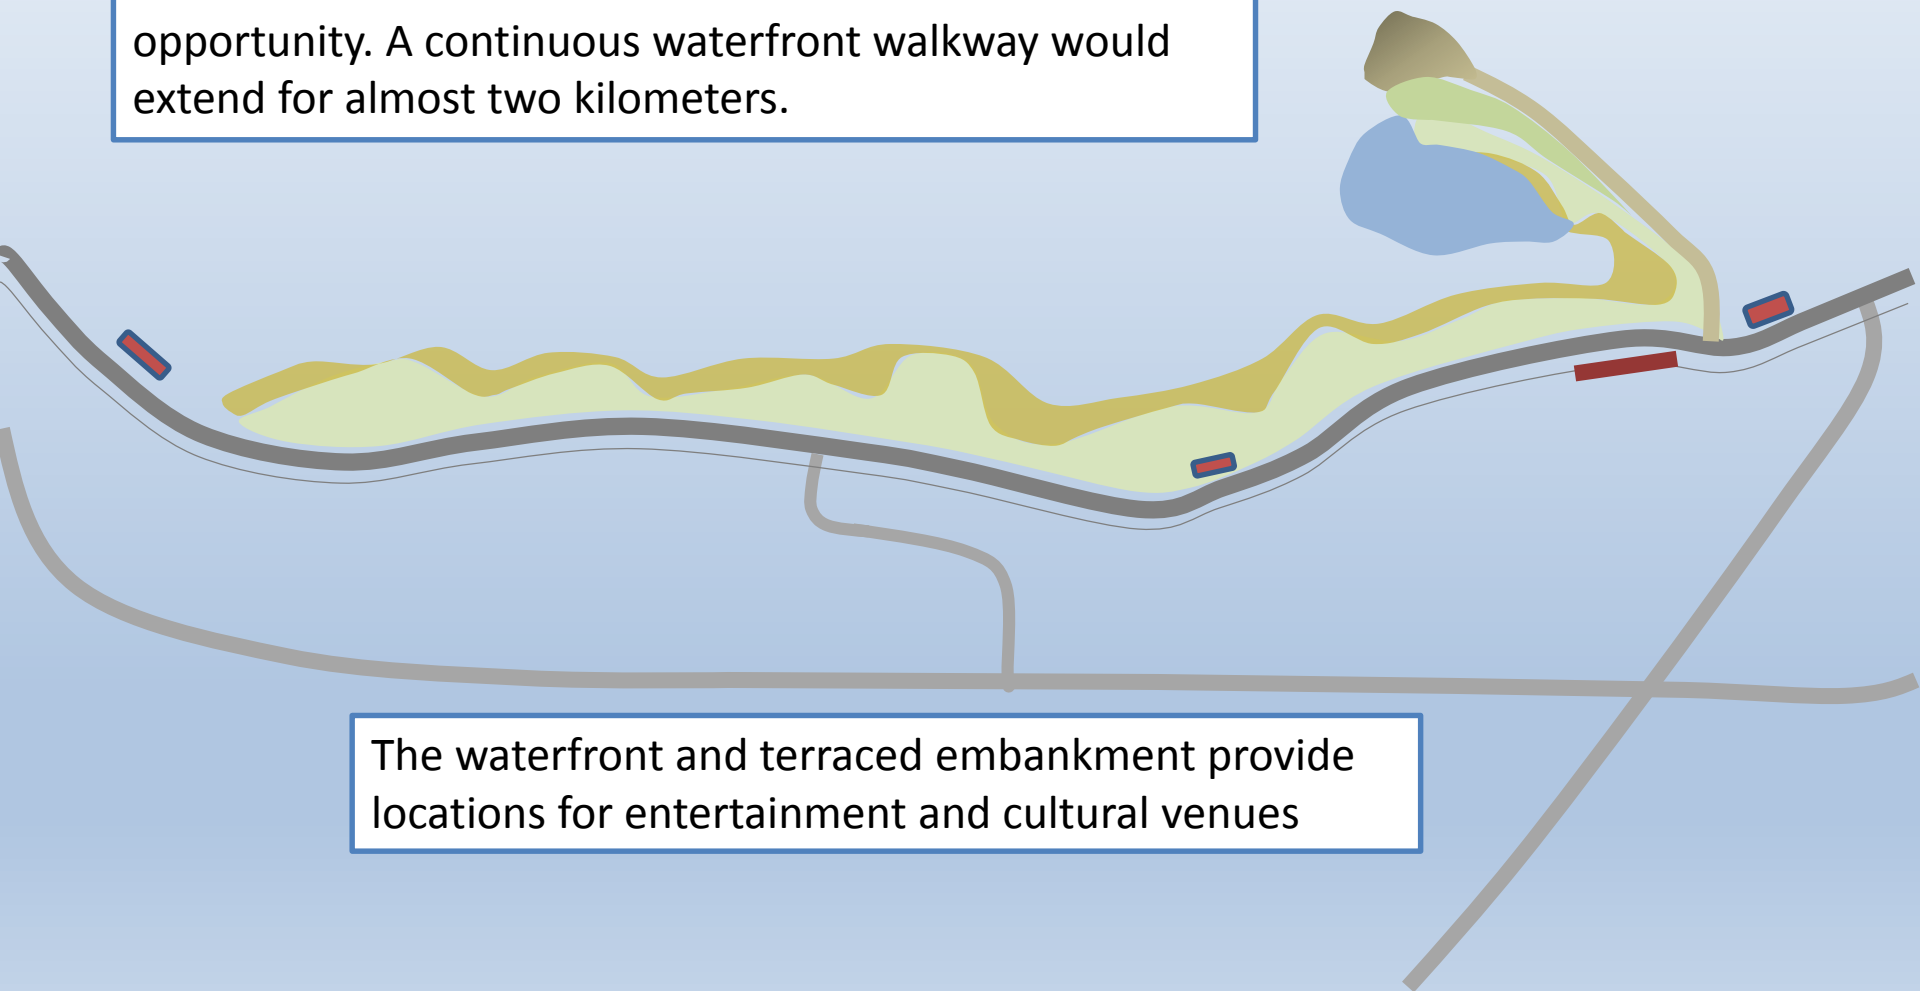 opportunity. A continuous waterfront walkway would
extend for almost two kilometers.
The waterfront and terraced embankment provide
locations for entertainment and cultural venues